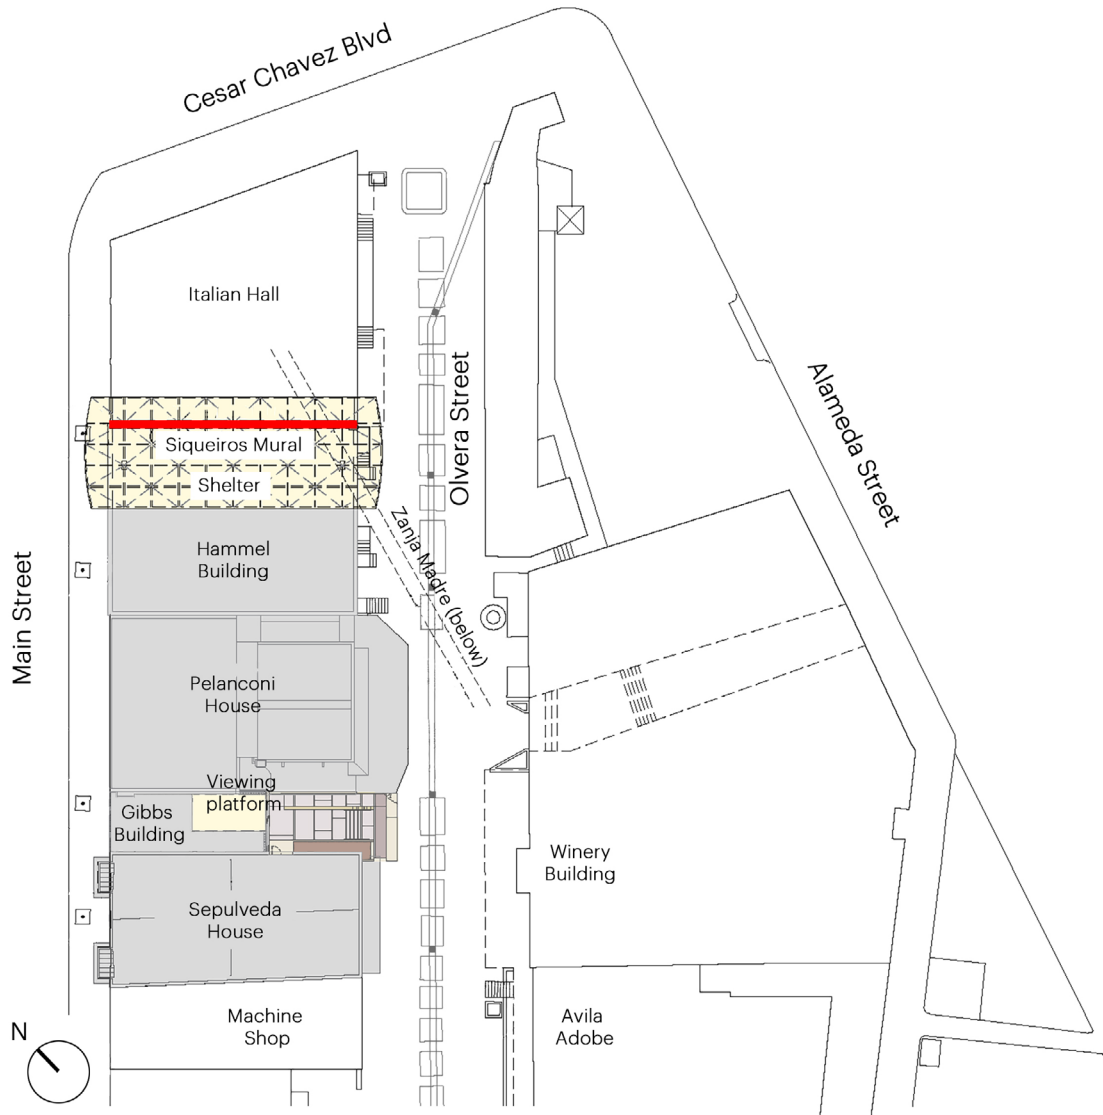 Cesar Chavez Blvd
Italian Hall
Siqueiros Mural
Shelter
Olvera Street
Alameda Street
Hammel
Building
Zanja Madre (below)
Main Street
Pelanconi
House
Viewing
platform
Gibbs
Building
Winery
Building
Sepulveda
House
Machine
Shop
Avila
Adobe
N